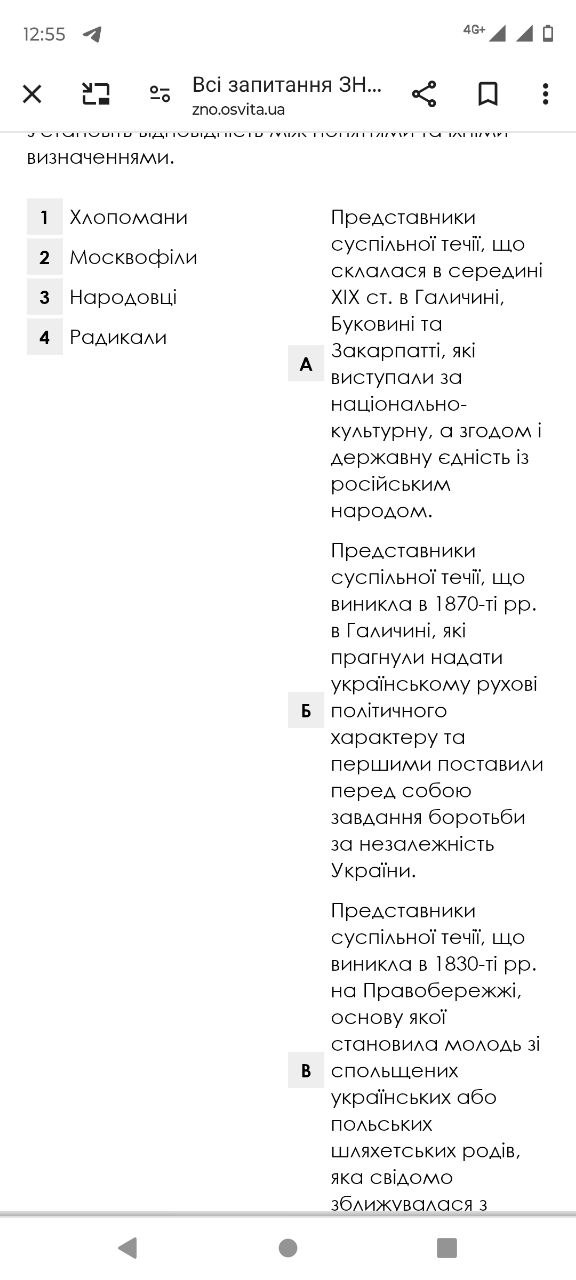 12:55
4G+
Всі запитання ЗН...
zno.osvita.ua
визначеннями.
1 Хлопомани
2 Москвофіли
3 Народовці
4 Радикали
А
Представники
суспільної течії, що
склалася в середині
XIX ст. в Галичині,
Буковині та
Закарпатті, які
виступали за
національно-
культурну, а згодом і
державну єдність із
російським
народом.
Б
Представники
суспільної течії, що
виникла в 1870-ті рр.
в Галичині, які
прагнули надати
українському рухові
політичного
характеру та
першими поставили
перед собою
завдання боротьби
за незалежність
України.
В
Представники
суспільної течії, що
виникла в 1830-ті рр.
на Правобережжі,
основу якої
становила молодь зі
спольщених
українських або
польських
шляхетських родів,
яка свідомо
зближувалася з